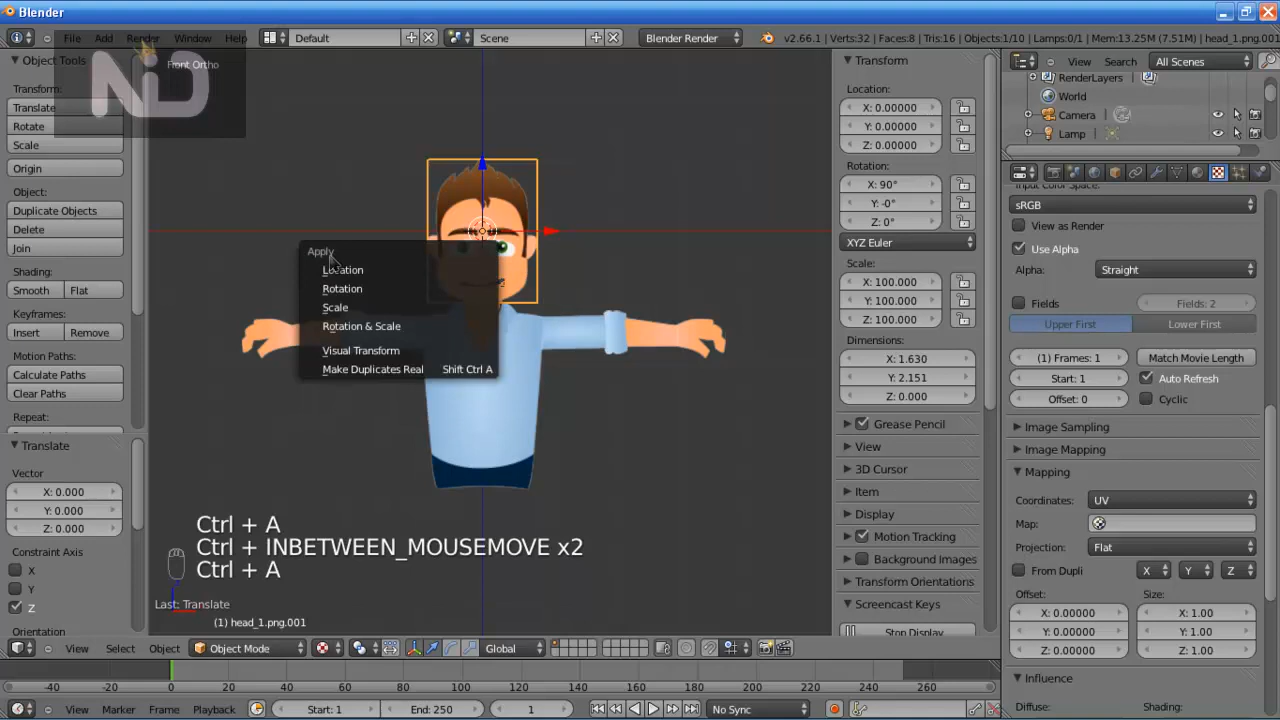 Blender
File Add Render Window Help
Default
Scene
Blender Render
v2.66.1 | Verts:32 | Faces:8 | Tris:16 | Objects:1/10 | Lamps:0/1 | Mem:13.25M (7.51M) | head_1.png.001
Object Tools
Transform:
Translate
Rotate
Scale
Origin
Object:
Duplicate Objects
Delete
Join
Shading:
Smooth Flat
Keyframes:
Insert Remove
Motion Paths:
Calculate Paths
Clear Paths
Repeat:
Translate
Vector
X: 0.000
Y: 0.000
Z: 0.000
Constraint Axis
X
Y
Z
Orientation
NiD
Front Ortho
Apply
Location
Rotation
Scale
Rotation & Scale
Visual Transform
Make Duplicates Real Shift Ctrl A
Ctrl + A
Ctrl + INBETWEEN_MOUSEMOVE x2
Ctrl + A
Last: Translate
(1) head_1.png.001
View Select Object Object Mode Global
Transform
Location:
X: 0.00000
Y: 0.00000
Z: 0.00000
Rotation:
X: 90°
Y: -0°
Z: 0°
XYZ Euler
Scale:
X: 100.000
Y: 100.000
Z: 100.000
Dimensions:
X: 1.630
Y: 2.151
Z: 0.000
Grease Pencil
View
3D Cursor
Item
Display
Motion Tracking
Background Images
Transform Orientations
Screencast Keys
Stop Display
View Search All Scenes
RenderLayers
World
Camera
Lamp
Input Color Space:
sRGB
View as Render
Use Alpha
Alpha: Straight
Fields Fields: 2
Upper First Lower First
(1) Frames: 1 Match Movie Length
Start: 1 Auto Refresh
Offset: 0 Cyclic
Image Sampling
Image Mapping
Mapping
Coordinates: UV
Map:
Projection: Flat
From Dupli X Y Z
Offset: Size:
X: 0.00000 X: 1.00
Y: 0.00000 Y: 1.00
Z: 0.00000 Z: 1.00
Influence
Diffuse: Shading:
-40 -20 0 20 40 60 80 100 120 140 160 180 200 220 240 260
View Marker Frame Playback Start: 1 End: 250 1 No Sync